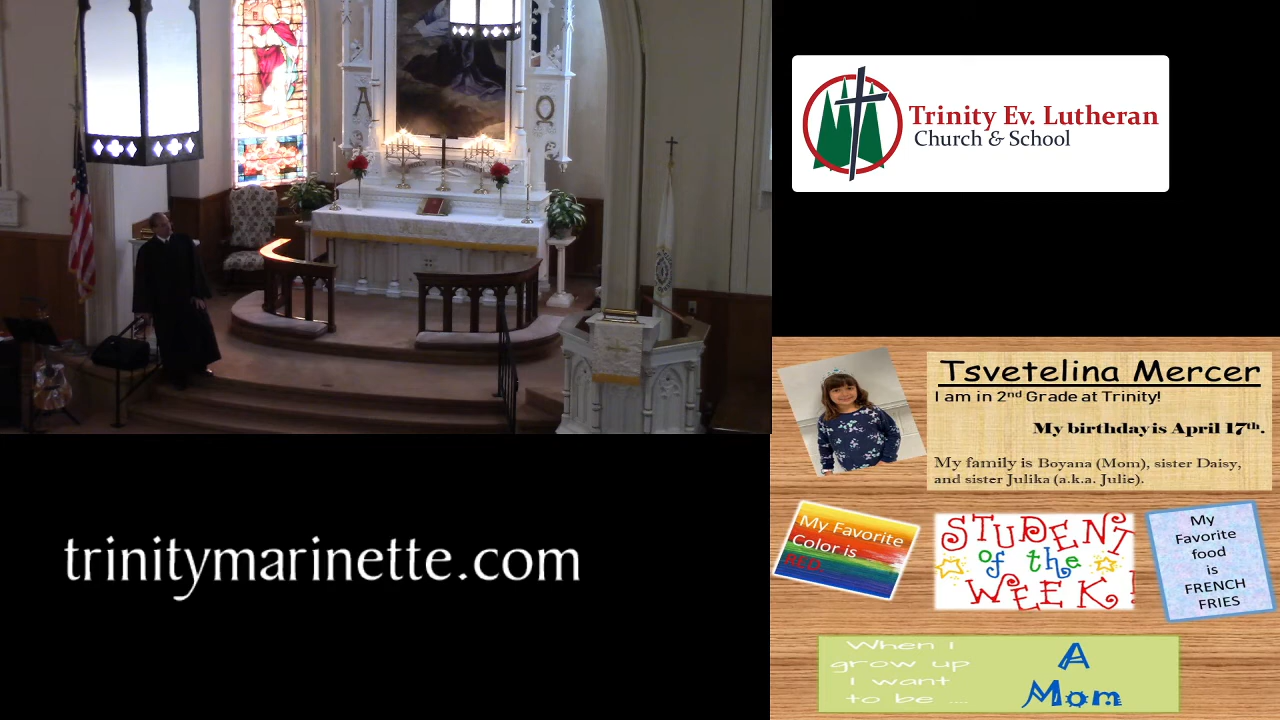 Trinity Ev. Lutheran
Church & School
Tsvetelina Mercer
I am in 2nd Grade at Trinity!
My birthday is April 17th.
My family is Boyana (Mom), sister Daisy,
and sister Julika (a.k.a. Julie).
My Favorite
Color is
RED.
STUDENT
of the
WEEK!
My
Favorite
food
is
FRENCH
FRIES
When I
grow up
I want
to be ....
A
Mom
trinitymarinette.com